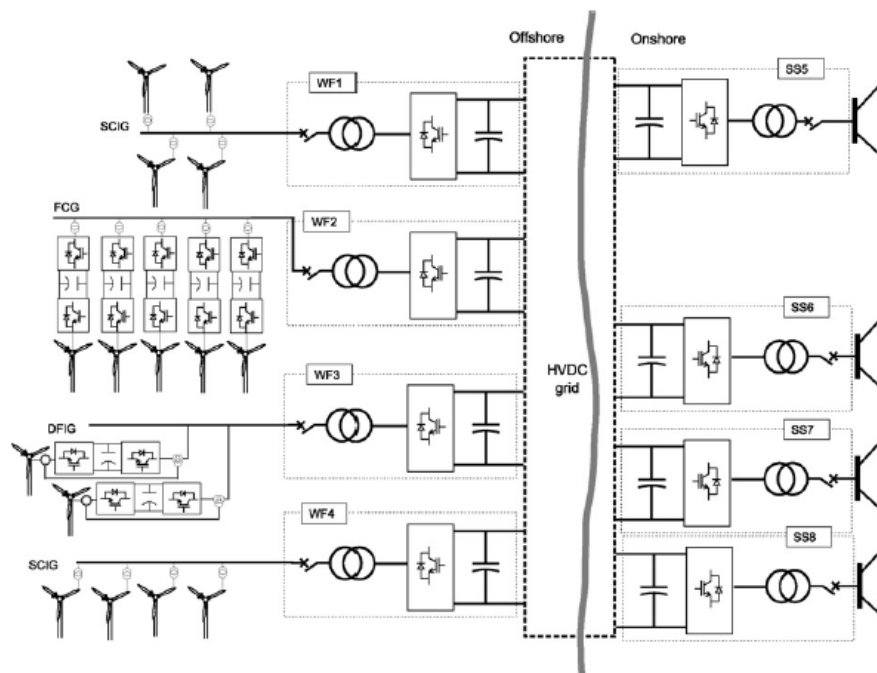 Offshore
Onshore
WF1
SS5
SCIG
FCG
WF2
SS6
HVDC
grid
WF3
DFIG
SS7
WF4
SS8
SCIG